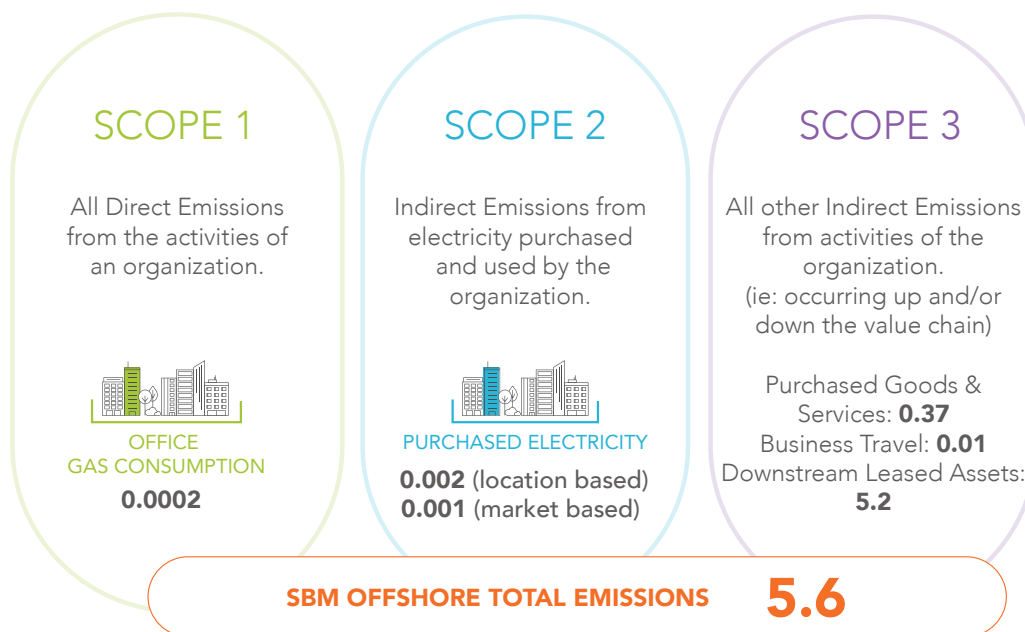 SCOPE 1
All Direct Emissions
from the activities of
an organization.
OFFICE
GAS CONSUMPTION
0.0002
SCOPE 2
Indirect Emissions from
electricity purchased
and used by the
organization.
PURCHASED ELECTRICITY
0.002 (location based)
0.001 (market based)
SCOPE 3
All other Indirect Emissions
from activities of the
organization.
(ie: occurring up and/or
down the value chain)
Purchased Goods &
Services: 0.37
Business Travel: 0.01
Downstream Leased Assets:
5.2
SBM OFFSHORE TOTAL EMISSIONS 5.6